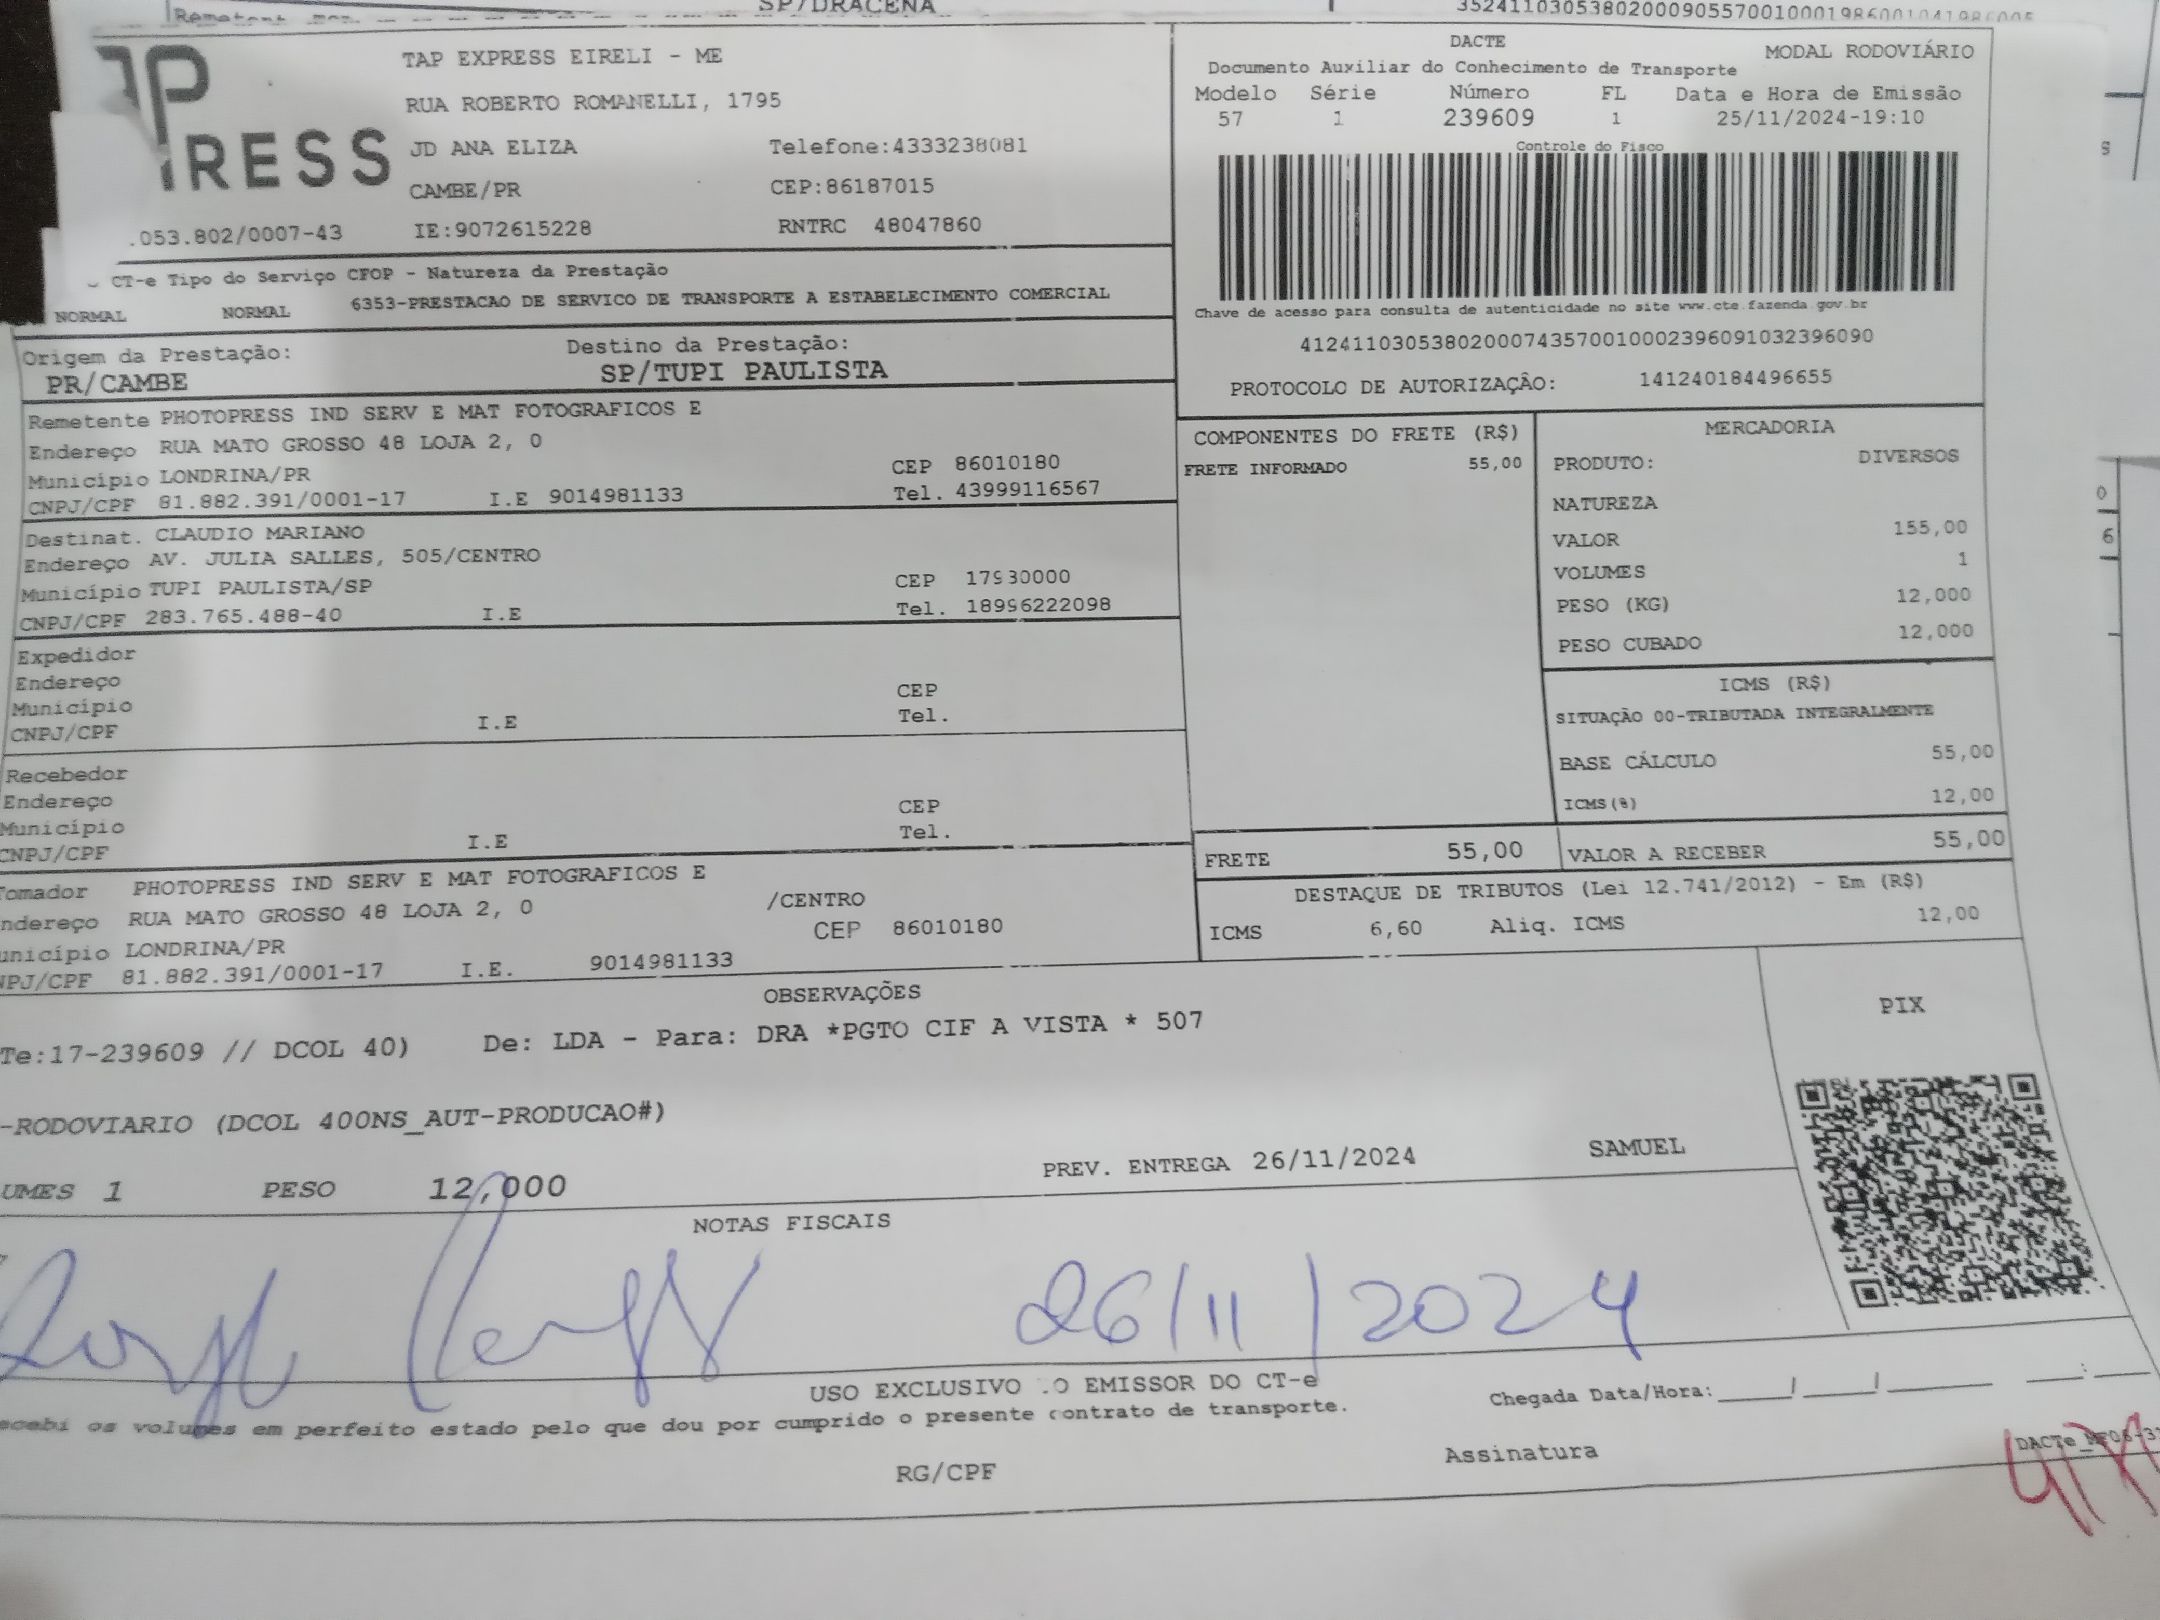 SP/DRACENA
Remetent
TAP EXPRESS EIRELI - ME
RUA ROBERTO ROMANELLI, 1795
JD ANA ELIZA Telefone:4333238081
CAMBE/PR CEP:86187015
.053.802/0007-43 IE:9072615228 RNTRC 48047860
RESS
DACTE MODAL RODOVIÁRIO
Documento Auxiliar do Conhecimento de Transporte
Modelo Série Número FL Data e Hora de Emissão
57 1 239609 1 25/11/2024-19:10
Controle do Fisco
Chave de acesso para consulta de autenticidade no site www.cte.fazenda.gov.br
41241103053802000743570010002396091032396090
PROTOCOLO DE AUTORIZAÇÃO: 141240184496655
CT-e Tipo do Serviço CFOP - Natureza da Prestação
NORMAL NORMAL 6353-PRESTACAO DE SERVICO DE TRANSPORTE A ESTABELECIMENTO COMERCIAL
Origem da Prestação: Destino da Prestação:
PR/CAMBE SP/TUPI PAULISTA
Remetente PHOTOPRESS IND SERV E MAT FOTOGRAFICOS E
Endereço RUA MATO GROSSO 48 LOJA 2, 0
Município LONDRINA/PR CEP 86010180
CNPJ/CPF 81.882.391/0001-17 I.E 9014981133 Tel. 43999116567
Destinat. CLAUDIO MARIANO
Endereço AV. JULIA SALLES, 505/CENTRO
Município TUPI PAULISTA/SP CEP 17930000
CNPJ/CPF 283.765.488-40 I.E Tel. 18996222098
Expedidor
Endereço
Município CEP
CNPJ/CPF I.E Tel.
Recebedor
Endereço
Município CEP
CNPJ/CPF I.E Tel.
Tomador PHOTOPRESS IND SERV E MAT FOTOGRAFICOS E
ndereço RUA MATO GROSSO 48 LOJA 2, 0 /CENTRO
unicípio LONDRINA/PR CEP 86010180
NPJ/CPF 81.882.391/0001-17 I.E. 9014981133
COMPONENTES DO FRETE (R$)
FRETE INFORMADO 55,00
MERCADORIA
PRODUTO: DIVERSOS
NATUREZA
VALOR 155,00
VOLUMES 1
PESO (KG) 12,000
PESO CUBADO 12,000
ICMS (R$)
SITUAÇÃO 00-TRIBUTADA INTEGRALMENTE
BASE CÁLCULO 55,00
ICMS(%) 12,00
FRETE 55,00 VALOR A RECEBER 55,00
DESTAQUE DE TRIBUTOS (Lei 12.741/2012) - Em (R$)
ICMS 6,60 Aliq. ICMS 12,00
OBSERVAÇÕES
Te:17-239609 // DCOL 40) De: LDA - Para: DRA *PGTO CIF A VISTA * 507
-RODOVIARIO (DCOL 400NS_AUT-PRODUCAO#)
UMES 1 PESO 12,000 PREV. ENTREGA 26/11/2024 SAMUEL
PIX
NOTAS FISCAIS
26/11/2024
USO EXCLUSIVO DO EMISSOR DO CT-e
ecebi os volumes em perfeito estado pelo que dou por cumprido o presente contrato de transporte.
Chegada Data/Hora:____/____/______ ___:___
RG/CPF Assinatura